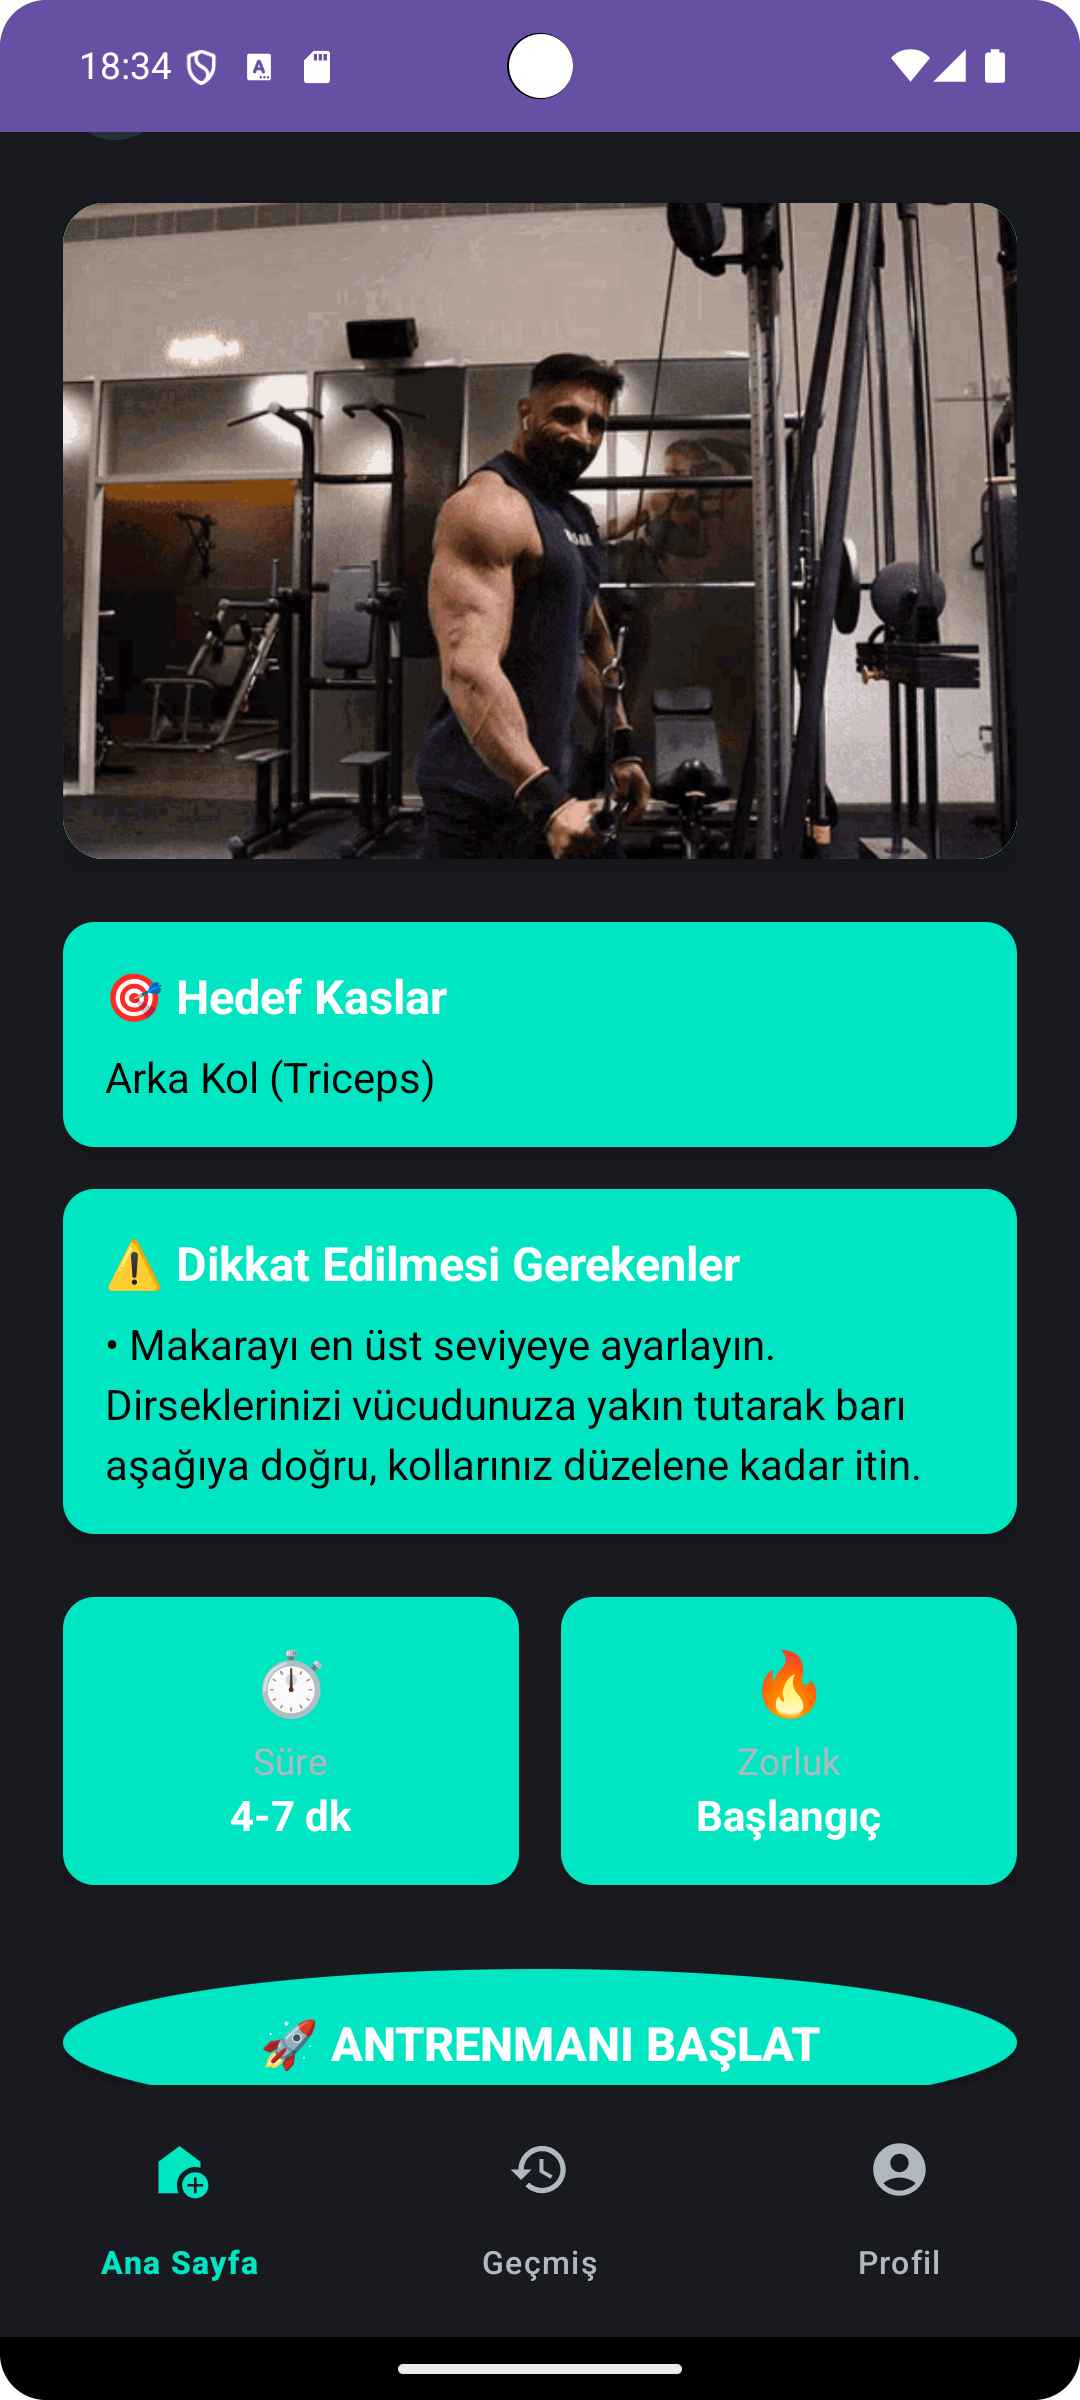 18:34
🎯 Hedef Kaslar
Arka Kol (Triceps)
⚠️ Dikkat Edilmesi Gerekenler
• Makarayı en üst seviyeye ayarlayın.
Dirseklerinizi vücudunuza yakın tutarak barı
aşağıya doğru, kollarınız düzelene kadar itin.
Süre
4-7 dk
Zorluk
Başlangıç
🚀 ANTRENMANI BAŞLAT
Ana Sayfa
Geçmiş
Profil